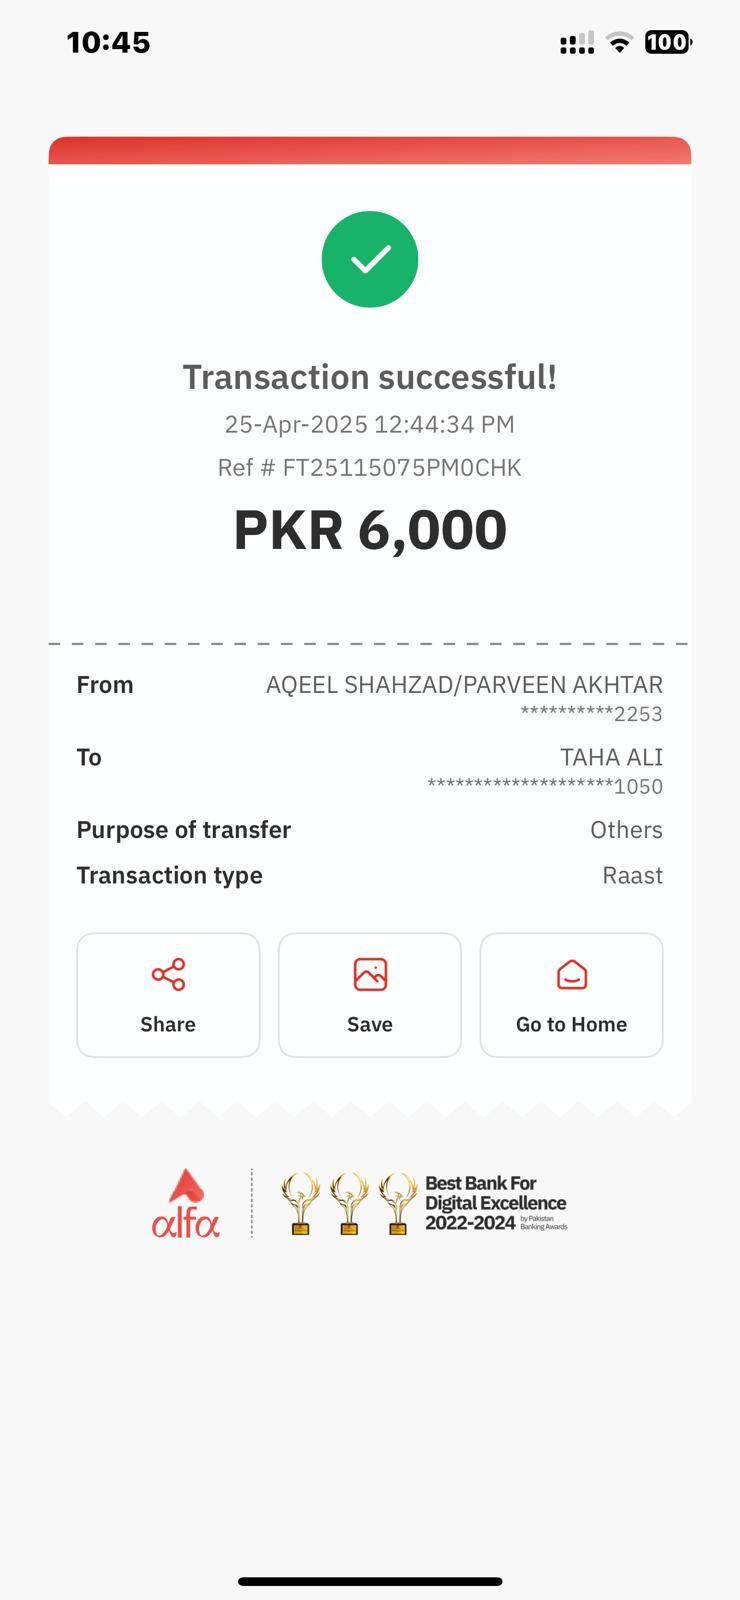 10:45
100
Transaction successful!
25-Apr-2025 12:44:34 PM
Ref # FT25115075PM0CHK
PKR 6,000
From AQEEL SHAHZAD/PARVEEN AKHTAR
**********2253
To TAHA ALI
********************1050
Purpose of transfer Others
Transaction type Raast
Share Save Go to Home
alfa
Best Bank For
Digital Excellence
2022-2024 by Pakistan
Banking Awards